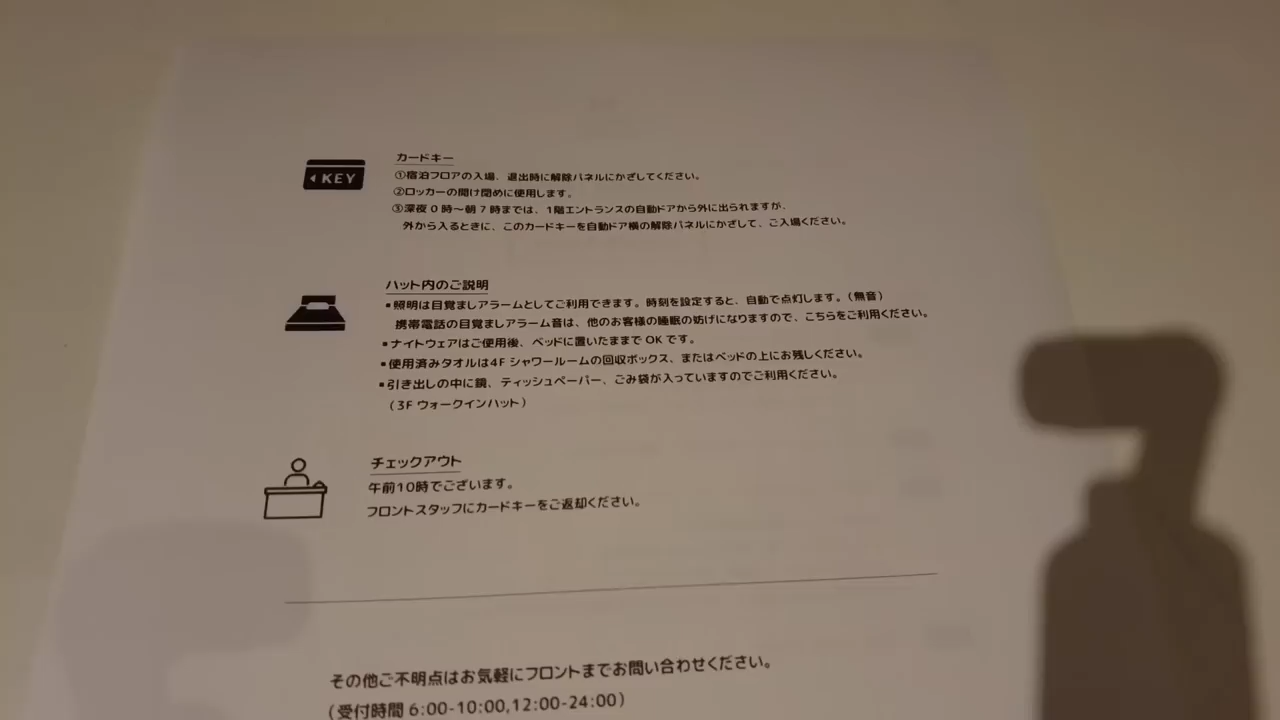 カードキー
◀KEY
①宿泊フロアの入場、退出時に解除パネルにかざしてください。
②ロッカーの開け閉めに使用します。
③深夜0時〜朝7時までは、1階エントランスの自動ドアから外に出られますが、
外から入るときに、このカードキーを自動ドア横の解除パネルにかざして、ご入場ください。
ハット内のご説明
▪照明は目覚ましアラームとしてご利用できます。時刻を設定すると、自動で点灯します。(無音)
携帯電話の目覚ましアラーム音は、他のお客様の睡眠の妨げになりますので、こちらをご利用ください。
▪ナイトウェアはご使用後、ベッドに置いたままでOKです。
▪使用済みタオルは4Fシャワールームの回収ボックス、またはベッドの上にお残しください。
▪引き出しの中に鏡、ティッシュペーパー、ごみ袋が入っていますのでご利用ください。
(3Fウォークインハット)
チェックアウト
午前10時でございます。
フロントスタッフにカードキーをご返却ください。
その他ご不明点はお気軽にフロントまでお問い合わせください。
(受付時間 6:00-10:00,12:00-24:00)